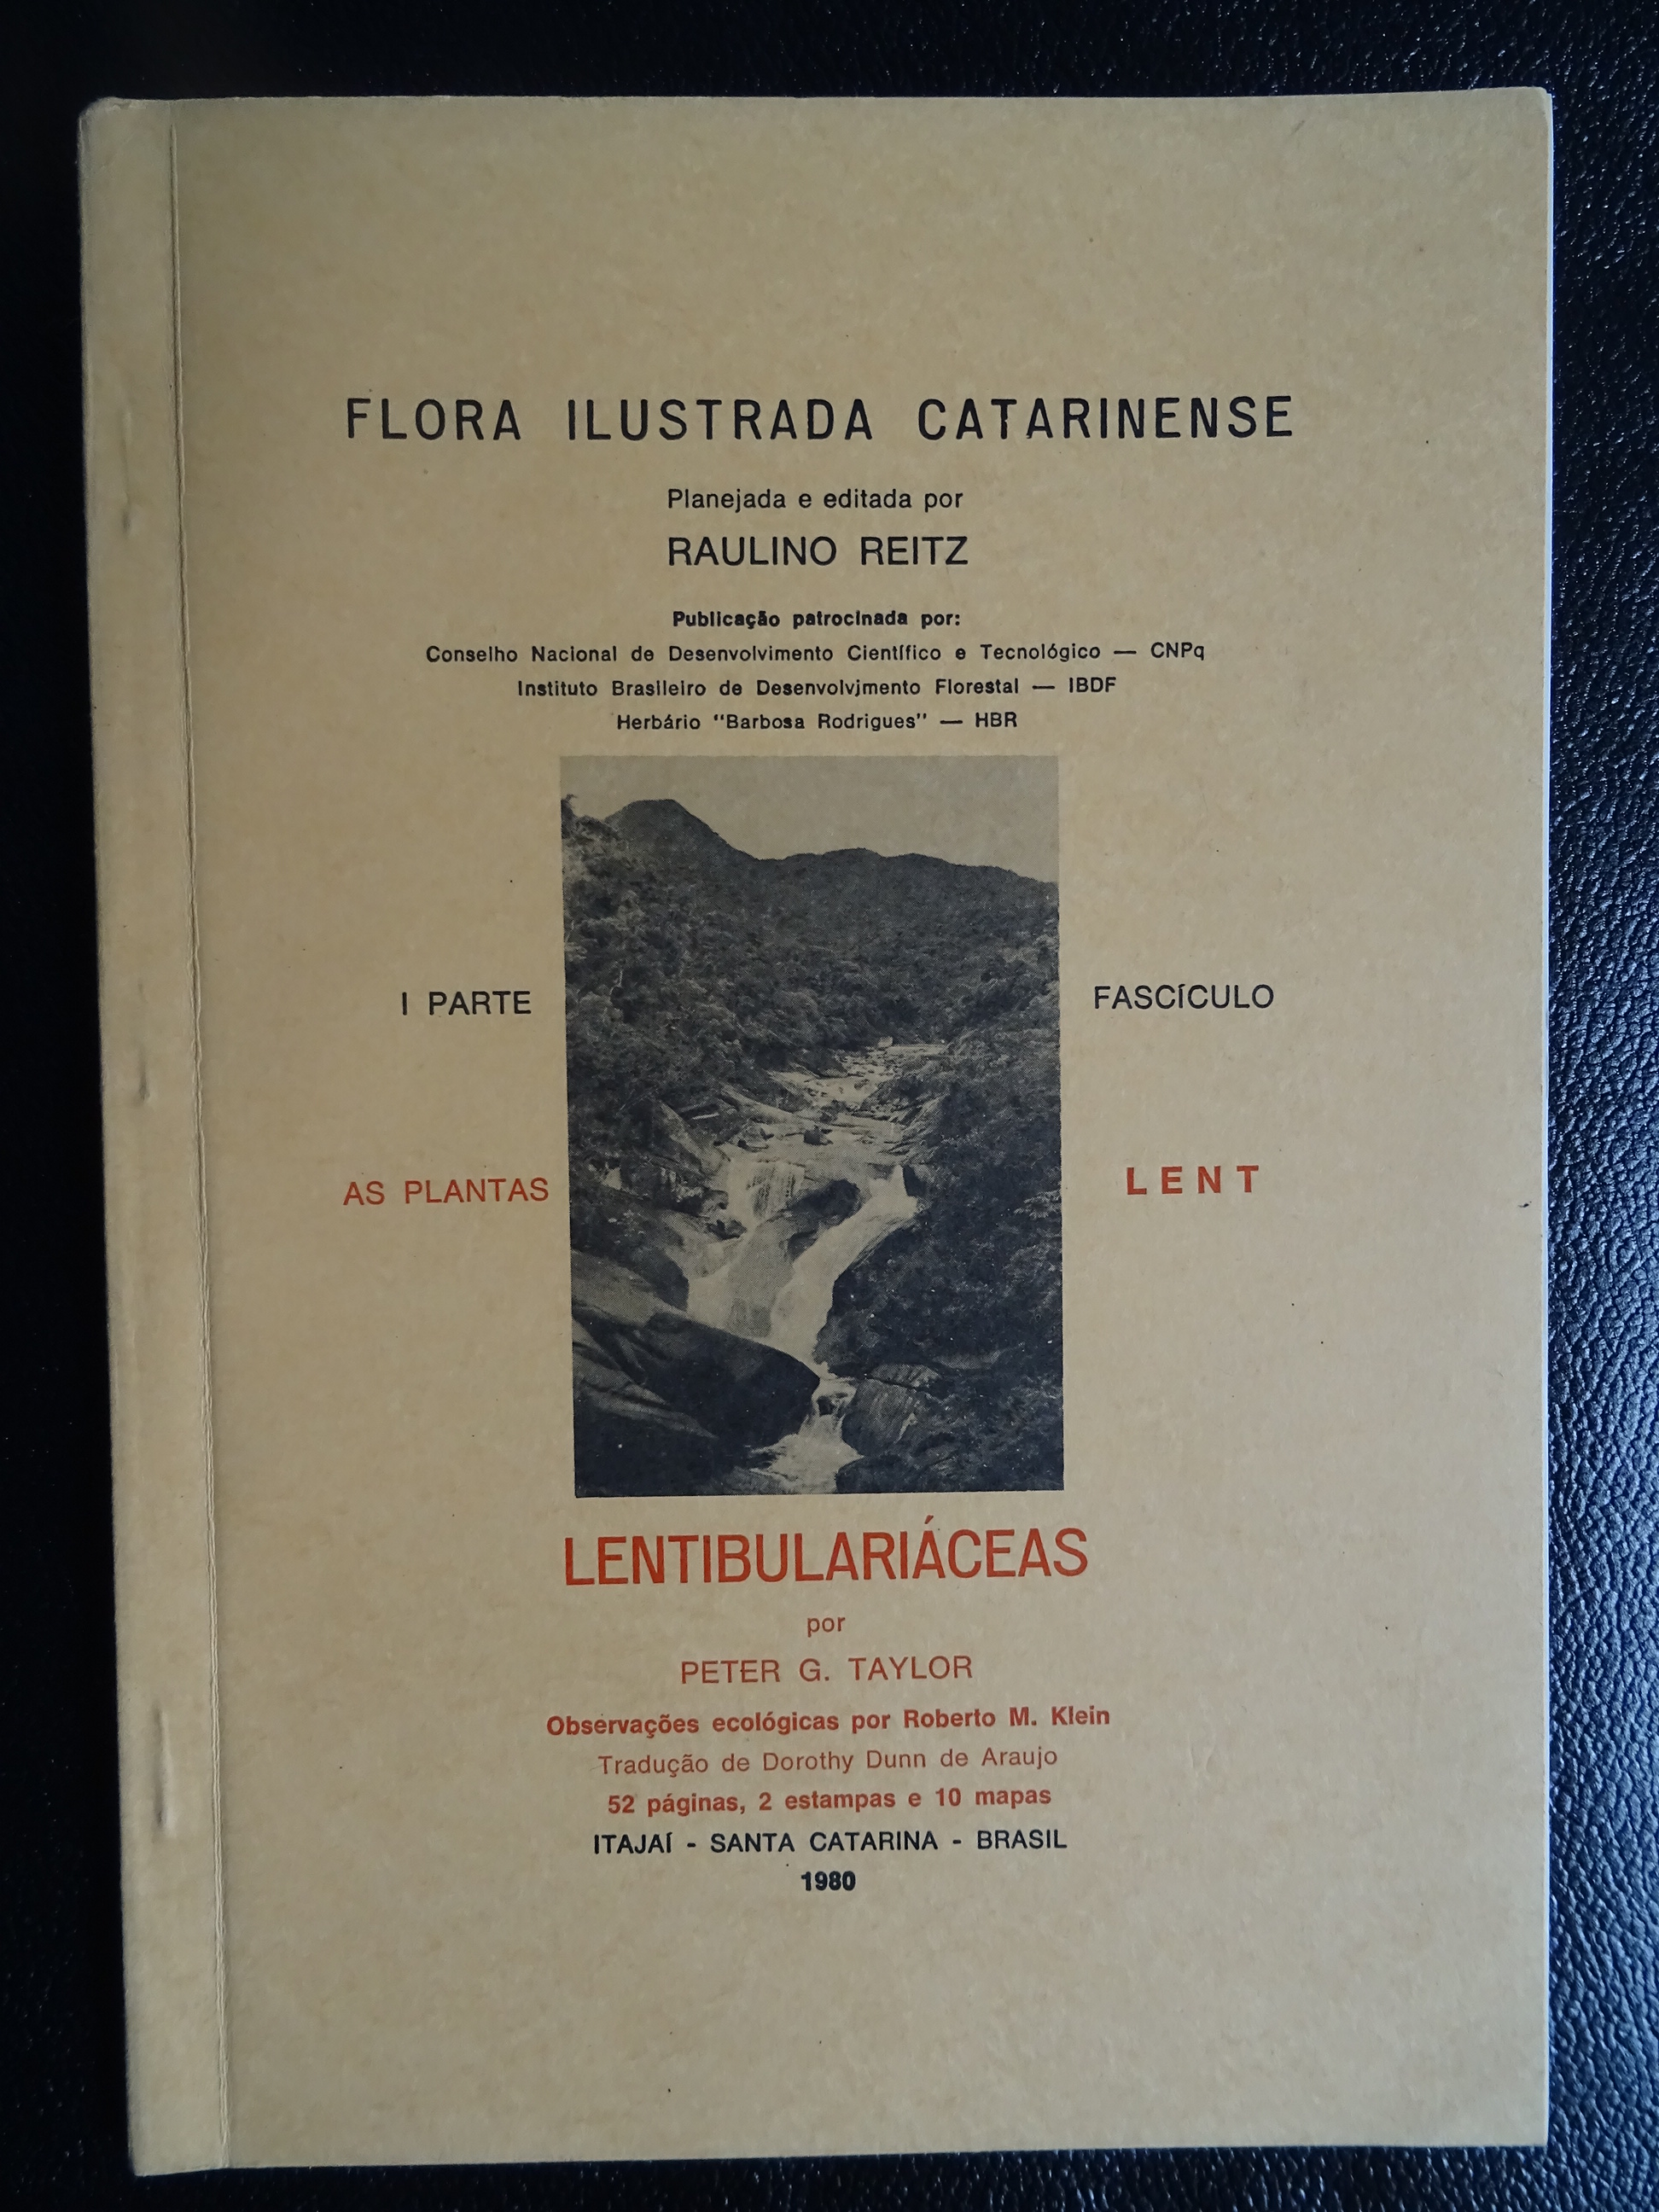 FLORA ILUSTRADA CATARINENSE
Planejada e editada por
RAULINO REITZ
Publicação patrocinada por:
Conselho Nacional de Desenvolvimento Científico e Tecnológico — CNPq
Instituto Brasileiro de Desenvolvimento Florestal — IBDF
Herbário "Barbosa Rodrigues" — HBR
I PARTE
FASCÍCULO
AS PLANTAS
LENT
LENTIBULARIÁCEAS
por
PETER G. TAYLOR
Observações ecológicas por Roberto M. Klein
Tradução de Dorothy Dunn de Araujo
52 páginas, 2 estampas e 10 mapas
ITAJAÍ - SANTA CATARINA - BRASIL
1980